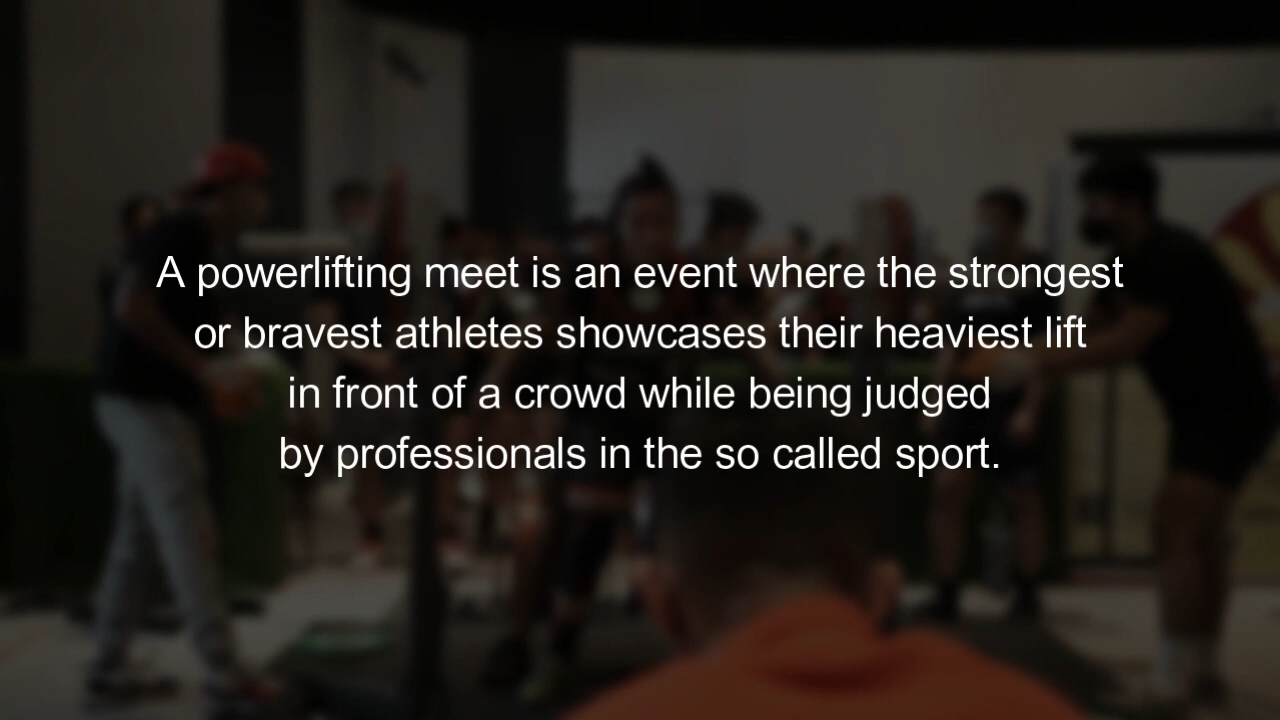 A powerlifting meet is an event where the strongest
or bravest athletes showcases their heaviest lift
in front of a crowd while being judged
by professionals in the so called sport.